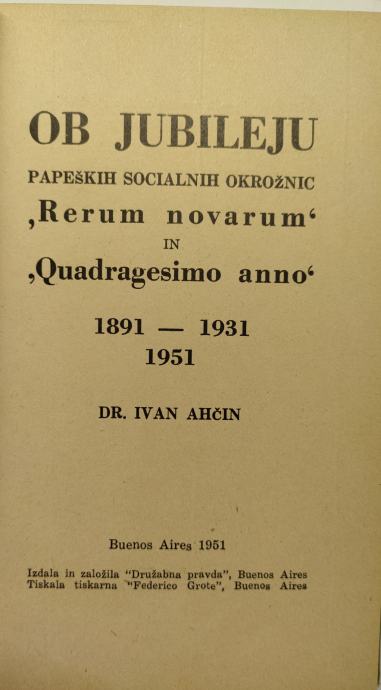 OB JUBILEJU
PAPEŠKIH SOCIALNIH OKROŽNIC
‚Rerum novarum‘
IN
‚Quadragesimo anno‘
1891 — 1931
1951
DR. IVAN AHČIN
Buenos Aires 1951
Izdala in založila "Družabna pravda", Buenos Aires
Tiskala tiskarna "Federico Grote", Buenos Aires